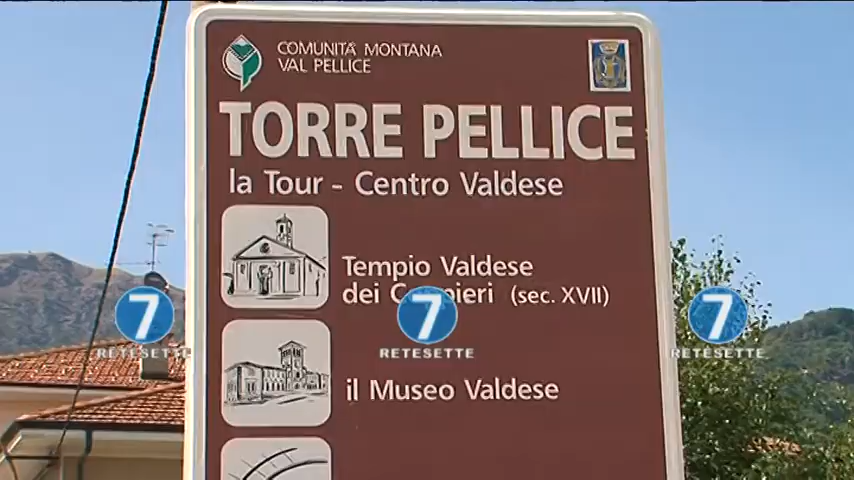 COMUNITÀ MONTANA
VAL PELLICE
TORRE PELLICE
la Tour - Centro Valdese
Tempio Valdese
dei (sec. XVII)
il Museo Valdese
7 7 7
RETESETTE RETESETTE RETESETTE